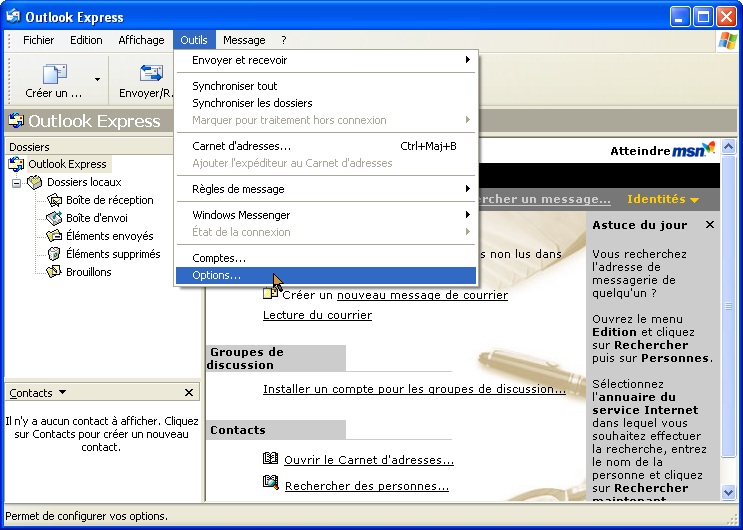 Outlook Express
Fichier Edition Affichage Outils Message ?
Créer un ...
Envoyer/R...
Envoyer et recevoir
Synchroniser tout
Synchroniser les dossiers
Marquer pour traitement hors connexion
Carnet d'adresses... Ctrl+Maj+B
Ajouter l'expéditeur au Carnet d'adresses
Règles de message
Windows Messenger
État de la connexion
Comptes...
Options...
Outlook Express
Dossiers
Outlook Express
Dossiers locaux
Boîte de réception
Boîte d'envoi
Éléments envoyés
Éléments supprimés
Brouillons
Contacts
Il n'y a aucun contact à afficher. Cliquez
sur Contacts pour créer un nouveau
contact.
Atteindre msn
rcher un message... Identités
s non lus dans
Créer un nouveau message de courrier
Lecture du courrier
Groupes de
discussion
Installer un compte pour les groupes de discussion...
Contacts
Ouvrir le Carnet d'adresses...
Rechercher des personnes...
Astuce du jour
Vous recherchez
l'adresse de
messagerie de
quelqu'un ?
Ouvrez le menu
Edition et cliquez
sur Rechercher
puis sur Personnes.
Sélectionnez
l'annuaire du
service Internet
dans lequel vous
souhaitez effectuer
la recherche, entrez
le nom de la
personne et cliquez
sur Rechercher
maintenant
Permet de configurer vos options.